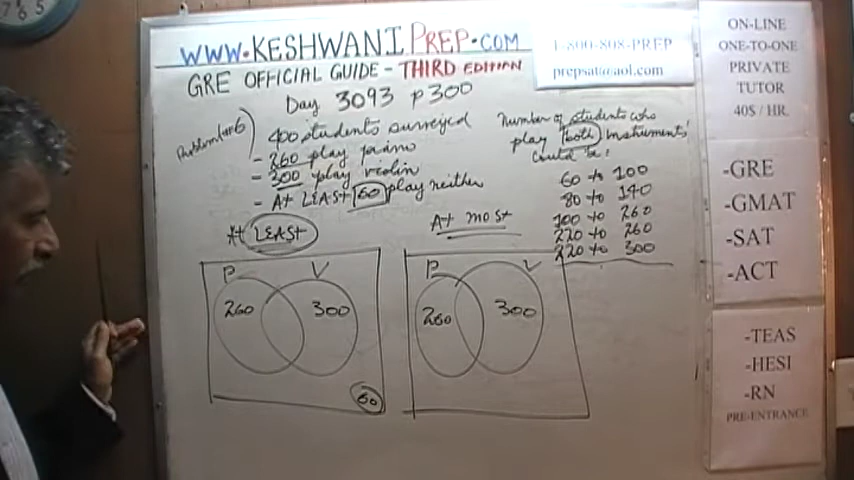 7 6 5
WWW.KESHWANIPREP.COM
GRE OFFICIAL GUIDE - THIRD EDITION
Day 3093 p300
400 students surveyed
- 260 play piano
- 300 play violin
- At LEAST 60 play neither
Number of students who
play both instruments
could be:
60 to 100
80 to 140
100 to 260
220 to 260
220 to 300
At LEAST
P V
260 300
60
At most
P V
260 300
1-800-808-PREP
prepsat@aol.com
ON-LINE
ONE-TO-ONE
PRIVATE
TUTOR
40$ / HR.
-GRE
-GMAT
-SAT
-ACT
-TEAS
-HESI
-RN
PRE-ENTRANCE